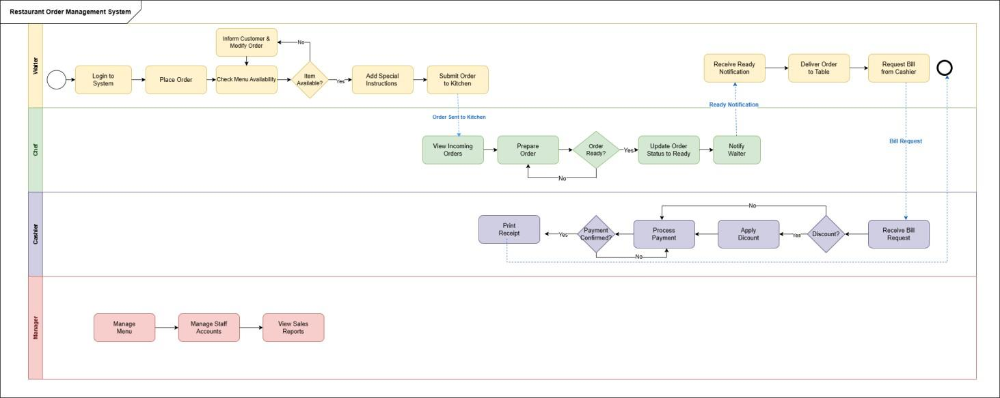 Restaurant Order Management System
Waiter
Inform Customer &
Modify Order
No
Login to
System
Place Order
Check Menu Availability
Item
Available?
Yes
Add Special
Instructions
Submit Order
to Kitchen
Receive Ready
Notification
Deliver Order
to Table
Request Bill
from Cashier
Ready Notification
Order Sent to Kitchen
Bill Request
Chef
View Incoming
Orders
Prepare
Order
Order
Ready?
Yes
Update Order
Status to Ready
Notify
Waiter
No
Cashier
No
Print
Receipt
Yes
Payment
Confirmed?
Process
Payment
Apply
Dicount
Yes
Discount?
Receive Bill
Request
No
Manager
Manage
Menu
Manage Staff
Accounts
View Sales
Reports